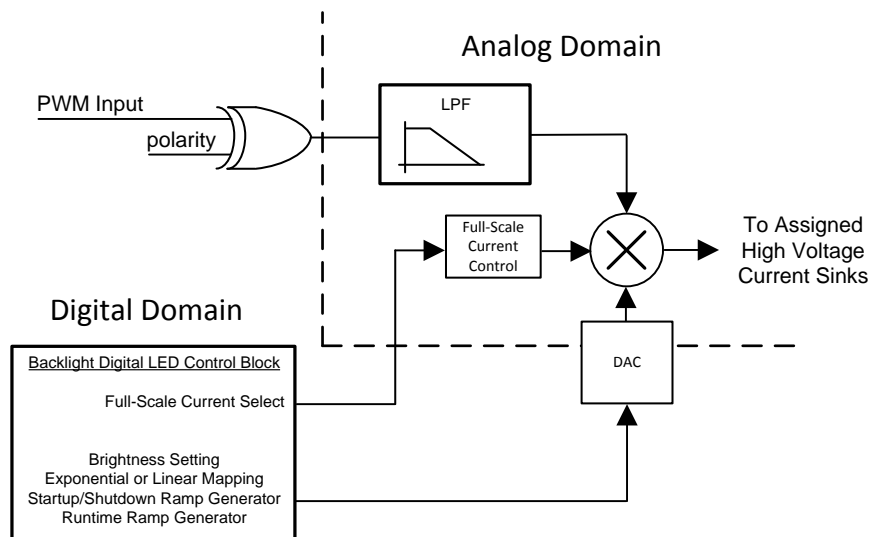 Analog Domain
PWM Input
polarity
LPF
Full-Scale
Current
Control
To Assigned
High Voltage
Current Sinks
Digital Domain
DAC
Backlight Digital LED Control Block
Full-Scale Current Select
Brightness Setting
Exponential or Linear Mapping
Startup/Shutdown Ramp Generator
Runtime Ramp Generator